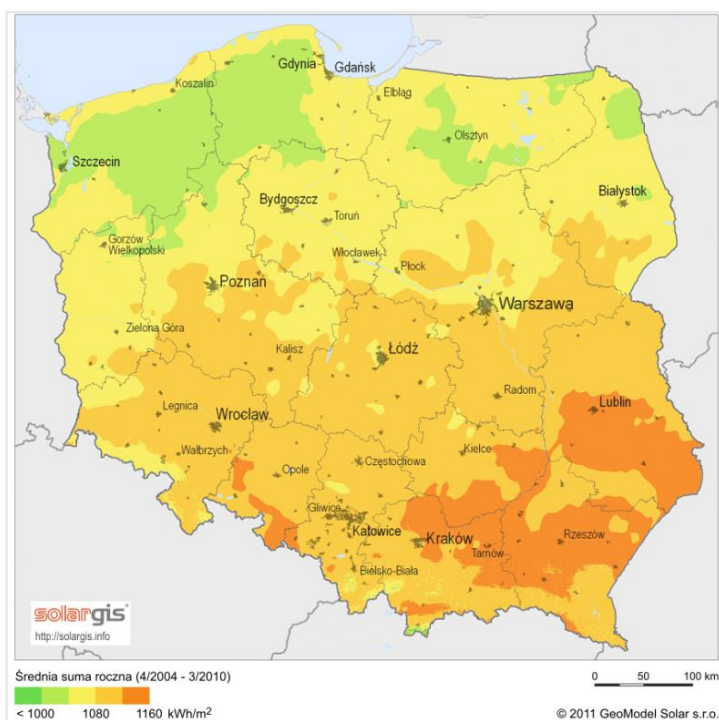 Gdynia
Gdańsk
Koszalin
Elbląg
Olsztyn
Szczecin
Białystok
Bydgoszcz
Toruń
Gorzów
Wielkopolski
Włocławek
Płock
Poznań
Warszawa
Zielona Góra
Kalisz
Łódź
Radom
Lublin
Legnica
Wrocław
Wałbrzych
Kielce
Opole
Częstochowa
Gliwice
Katowice
Kraków
Tarnów
Rzeszów
Bielsko-Biała
solargis
http://solargis.info
Średnia suma roczna (4/2004 - 3/2010)
0 50 100 km
< 1000 1080 1160 kWh/m²
© 2011 GeoModel Solar s.r.o.